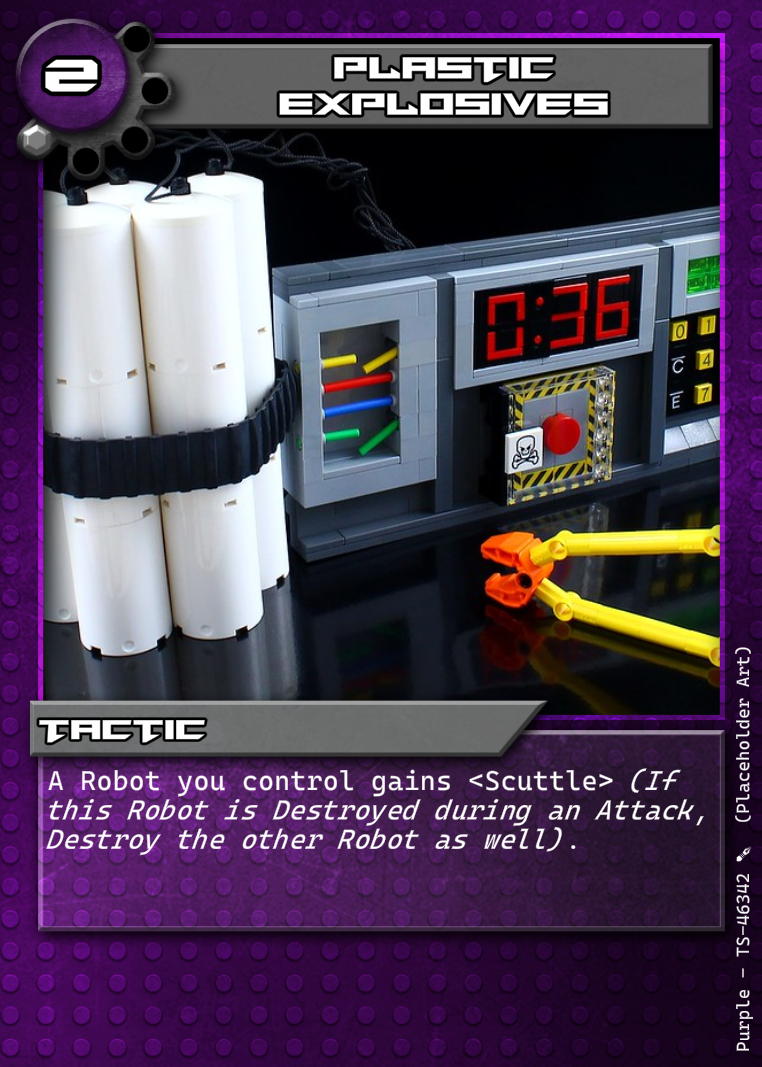 2
PLASTIC
EXPLOSIVES
0:36
0 1
C 4
E 7
TACTIC
A Robot you control gains <Scuttle> (If
this Robot is Destroyed during an Attack,
Destroy the other Robot as well).
Purple – TS-46342 (Placeholder Art)